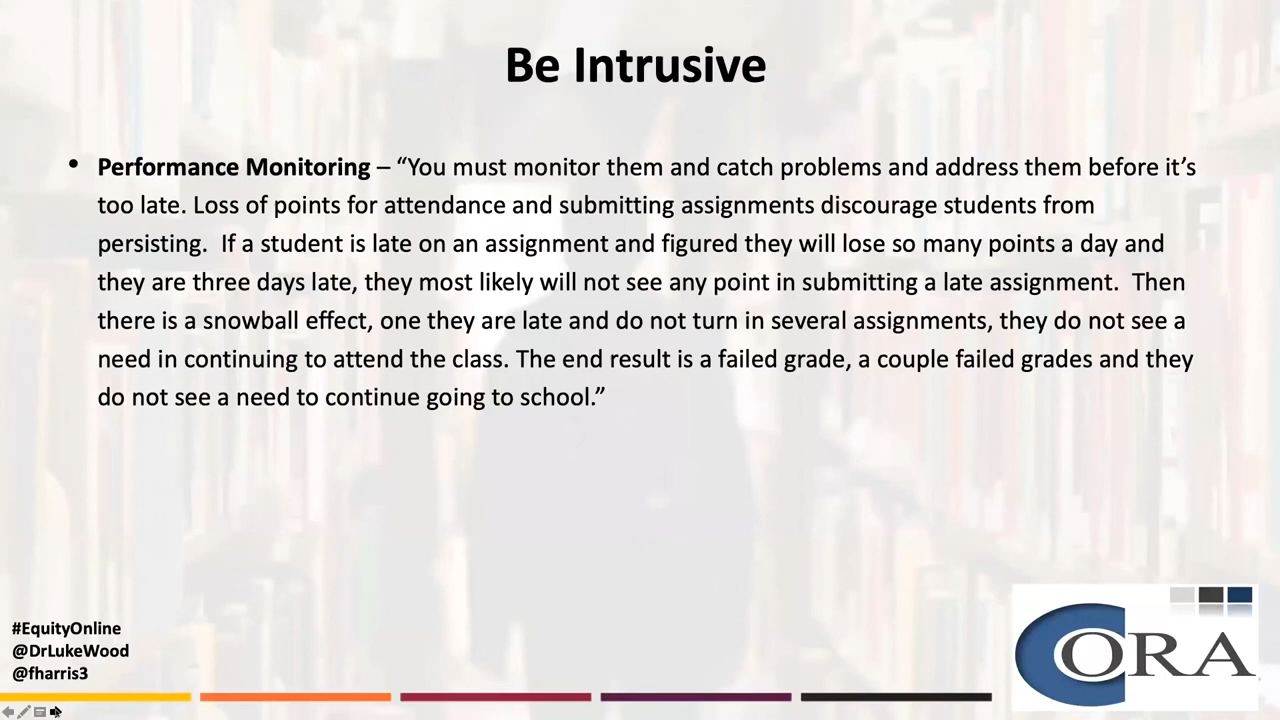 Be Intrusive
• Performance Monitoring – “You must monitor them and catch problems and address them before it’s
too late. Loss of points for attendance and submitting assignments discourage students from
persisting.  If a student is late on an assignment and figured they will lose so many points a day and
they are three days late, they most likely will not see any point in submitting a late assignment.  Then
there is a snowball effect, one they are late and do not turn in several assignments, they do not see a
need in continuing to attend the class. The end result is a failed grade, a couple failed grades and they
do not see a need to continue going to school.”
#EquityOnline
@DrLukeWood
@fharris3
CORA